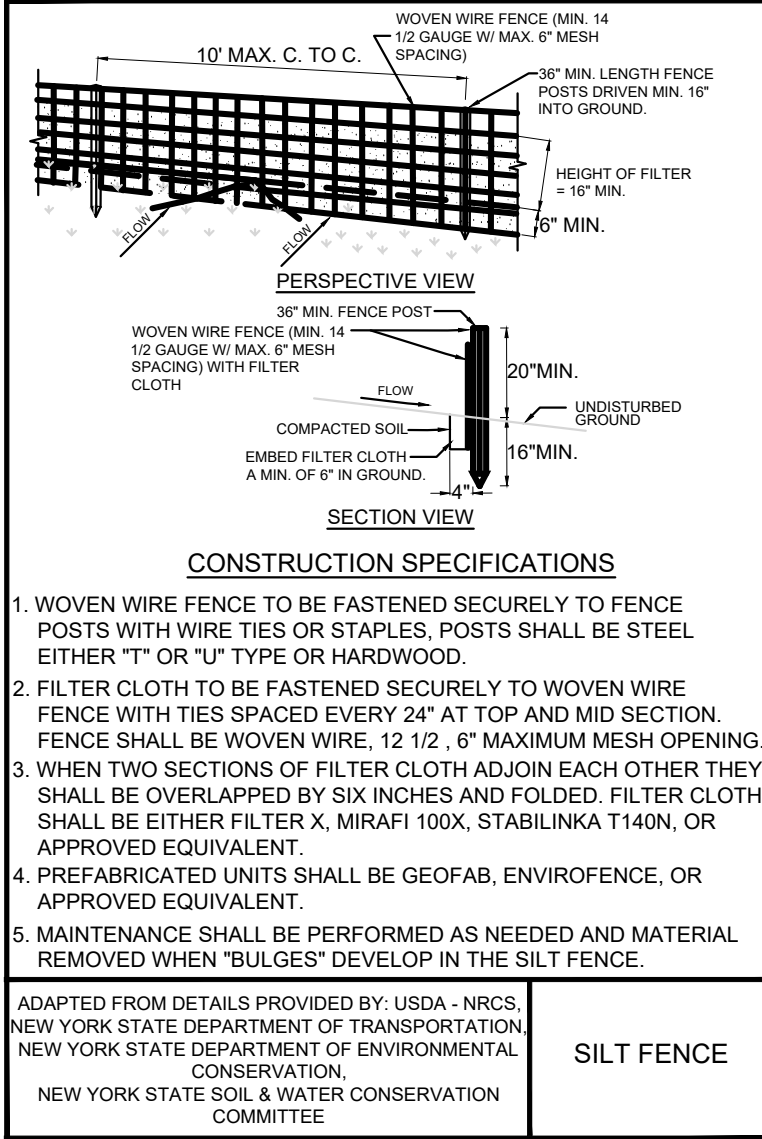 WOVEN WIRE FENCE (MIN. 14
1/2 GAUGE W/ MAX. 6" MESH
SPACING)
10' MAX. C. TO C.
36" MIN. LENGTH FENCE
POSTS DRIVEN MIN. 16"
INTO GROUND.
HEIGHT OF FILTER
= 16" MIN.
6" MIN.
FLOW
FLOW
PERSPECTIVE VIEW
36" MIN. FENCE POST
WOVEN WIRE FENCE (MIN. 14
1/2 GAUGE W/ MAX. 6" MESH
SPACING) WITH FILTER
CLOTH
20"MIN.
FLOW
UNDISTURBED
GROUND
COMPACTED SOIL
EMBED FILTER CLOTH
A MIN. OF 6" IN GROUND.
16"MIN.
4"
SECTION VIEW
CONSTRUCTION SPECIFICATIONS
1. WOVEN WIRE FENCE TO BE FASTENED SECURELY TO FENCE
POSTS WITH WIRE TIES OR STAPLES, POSTS SHALL BE STEEL
EITHER "T" OR "U" TYPE OR HARDWOOD.
2. FILTER CLOTH TO BE FASTENED SECURELY TO WOVEN WIRE
FENCE WITH TIES SPACED EVERY 24" AT TOP AND MID SECTION.
FENCE SHALL BE WOVEN WIRE, 12 1/2 , 6" MAXIMUM MESH OPENING.
3. WHEN TWO SECTIONS OF FILTER CLOTH ADJOIN EACH OTHER THEY
SHALL BE OVERLAPPED BY SIX INCHES AND FOLDED. FILTER CLOTH
SHALL BE EITHER FILTER X, MIRAFI 100X, STABILINKA T140N, OR
APPROVED EQUIVALENT.
4. PREFABRICATED UNITS SHALL BE GEOFAB, ENVIROFENCE, OR
APPROVED EQUIVALENT.
5. MAINTENANCE SHALL BE PERFORMED AS NEEDED AND MATERIAL
REMOVED WHEN "BULGES" DEVELOP IN THE SILT FENCE.
ADAPTED FROM DETAILS PROVIDED BY: USDA - NRCS,
NEW YORK STATE DEPARTMENT OF TRANSPORTATION,
NEW YORK STATE DEPARTMENT OF ENVIRONMENTAL
CONSERVATION,
NEW YORK STATE SOIL & WATER CONSERVATION
COMMITTEE
SILT FENCE